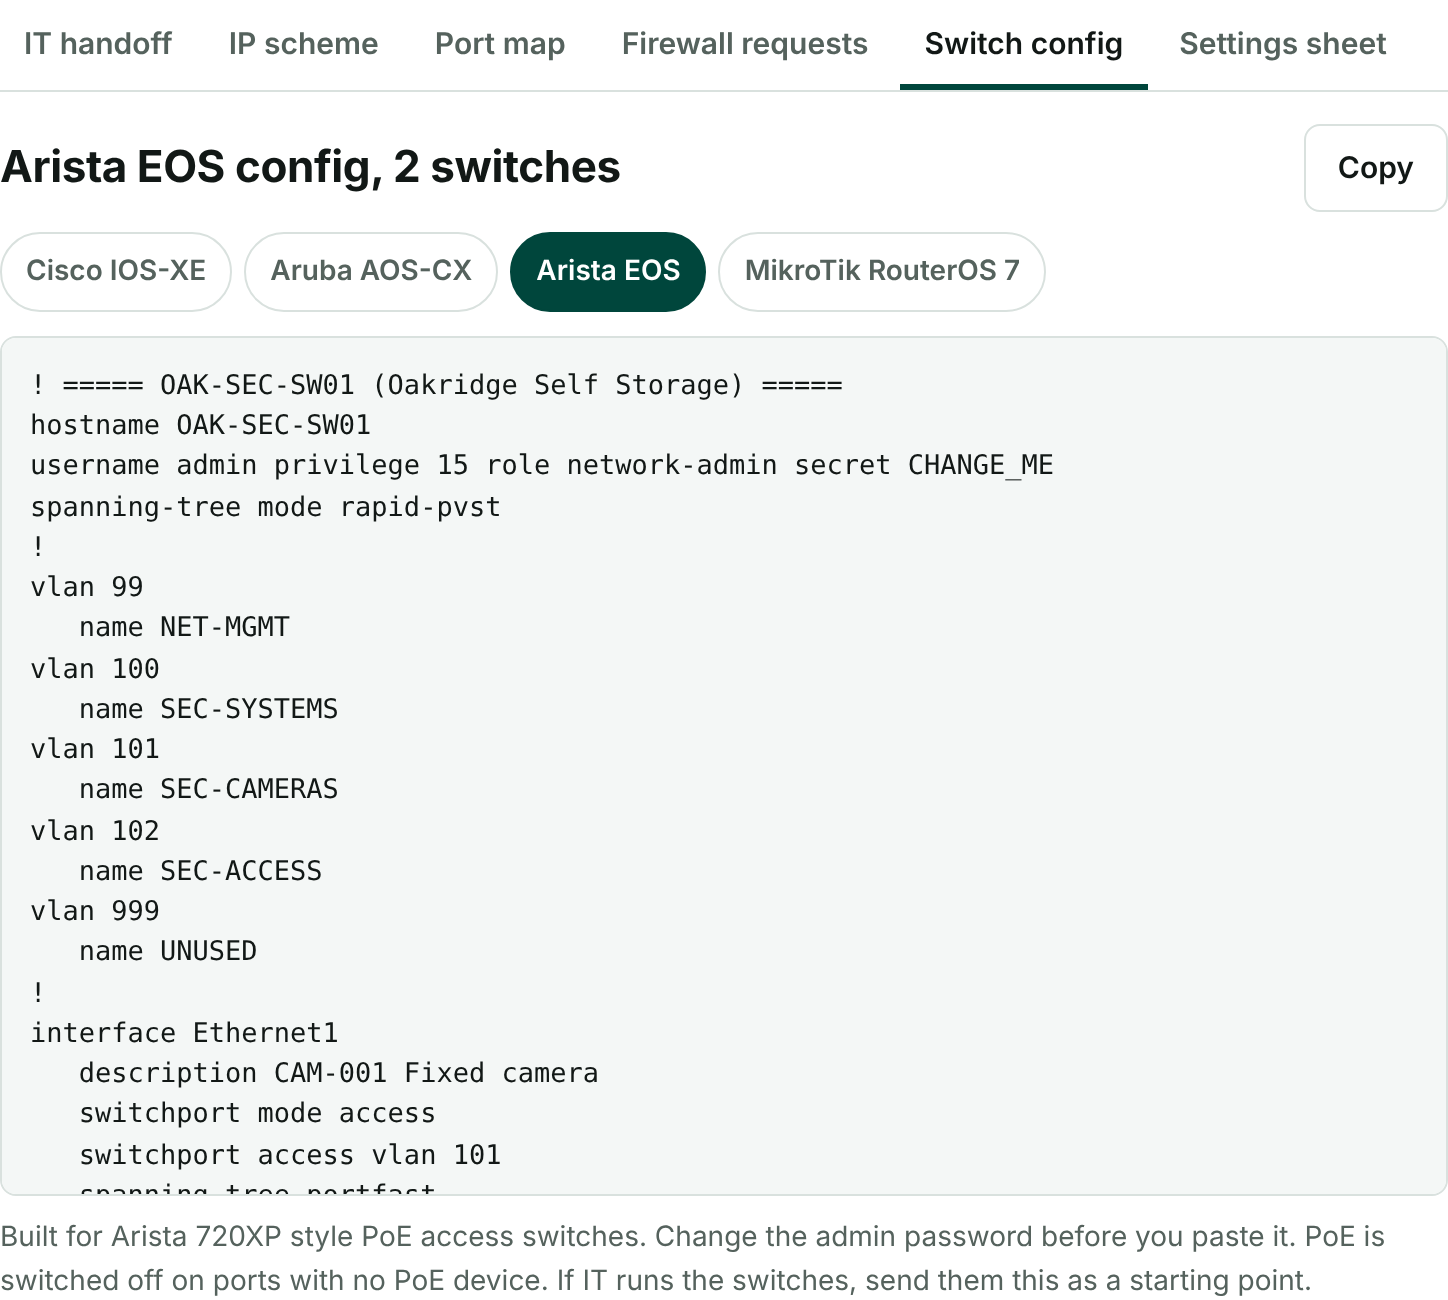 IT handoff IP scheme Port map Firewall requests Switch config Settings sheet
Arista EOS config, 2 switches
Copy
Cisco IOS-XE Aruba AOS-CX Arista EOS MikroTik RouterOS 7
! ===== OAK-SEC-SW01 (Oakridge Self Storage) =====
hostname OAK-SEC-SW01
username admin privilege 15 role network-admin secret CHANGE_ME
spanning-tree mode rapid-pvst
!
vlan 99
   name NET-MGMT
vlan 100
   name SEC-SYSTEMS
vlan 101
   name SEC-CAMERAS
vlan 102
   name SEC-ACCESS
vlan 999
   name UNUSED
!
interface Ethernet1
   description CAM-001 Fixed camera
   switchport mode access
   switchport access vlan 101
   spanning-tree portfast
Built for Arista 720XP style PoE access switches. Change the admin password before you paste it. PoE is
switched off on ports with no PoE device. If IT runs the switches, send them this as a starting point.